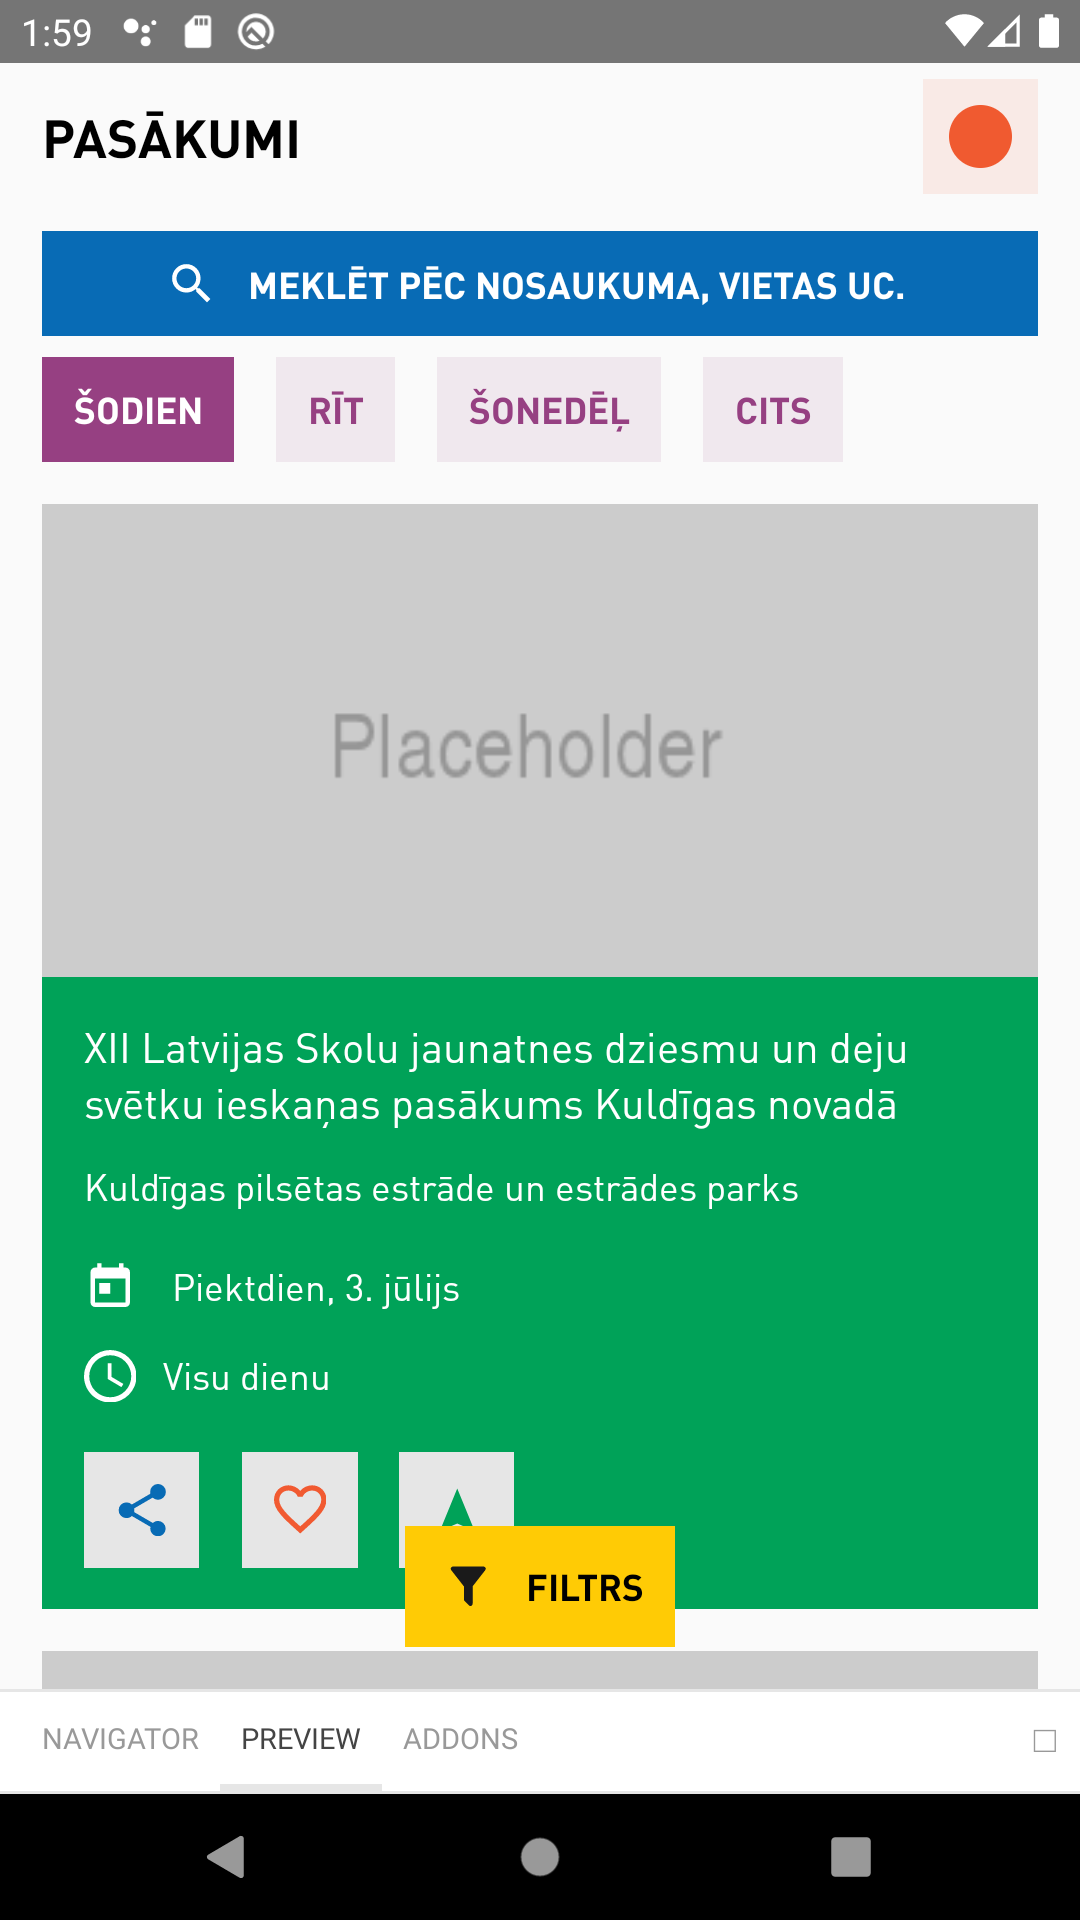 1:59
PASĀKUMI
MEKLĒT PĒC NOSAUKUMA, VIETAS UC.
ŠODIEN RĪT ŠONEDĒĻ CITS
Placeholder
XII Latvijas Skolu jaunatnes dziesmu un deju
svētku ieskaņas pasākums Kuldīgas novadā
Kuldīgas pilsētas estrāde un estrādes parks
Piektdien, 3. jūlijs
Visu dienu
FILTRS
NAVIGATOR PREVIEW ADDONS